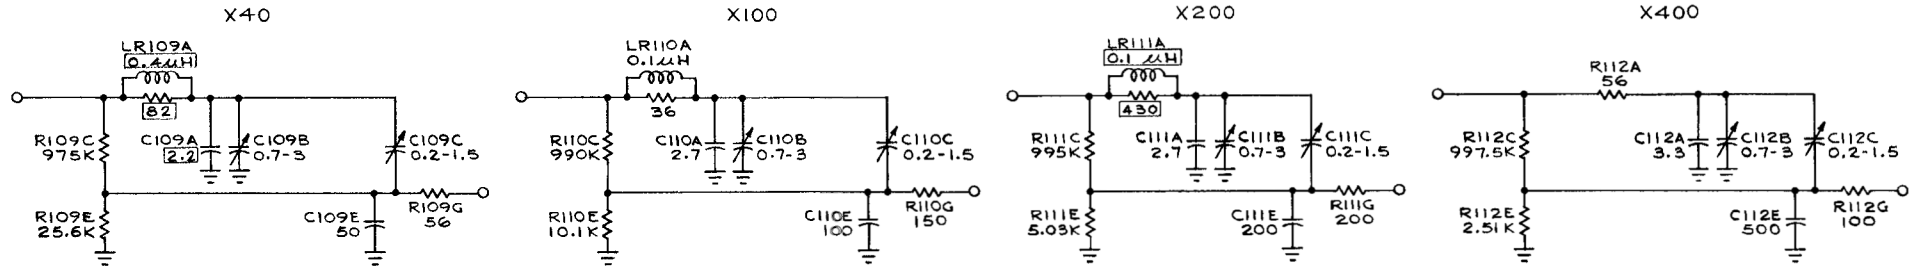 X40
LR109A
0.4µH
82
R109C
975K
C109A
2.2
C109B
0.7-3
C109C
0.2-1.5
R109E
25.6K
C109E
50
R109G
56
X100
LR110A
0.1µH
36
R110C
990K
C110A
2.7
C110B
0.7-3
C110C
0.2-1.5
R110E
10.1K
C110E
100
R110G
150
X200
LR111A
0.1 µH
430
R111C
995K
C111A
2.7
C111B
0.7-3
C111C
0.2-1.5
R111E
5.03K
C111E
200
R111G
200
X400
R112A
56
R112C
997.5K
C112A
3.3
C112B
0.7-3
C112C
0.2-1.5
R112E
2.51K
C112E
500
R112G
100